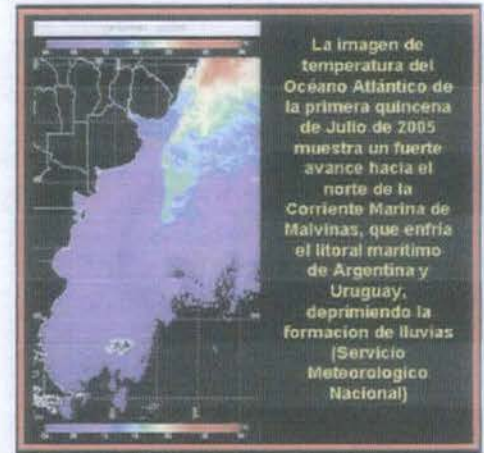 La imagen de
temperatura del
Océano Atlántico de
la primera quincena
de Julio de 2005
muestra un fuerte
avance hacia el
norte de la
Corriente Marina de
Malvinas, que enfría
el litoral marítimo
de Argentina y
Uruguay,
deprimiendo la
formacion de lluvias
(Servicio
Meteorologico
Nacional)